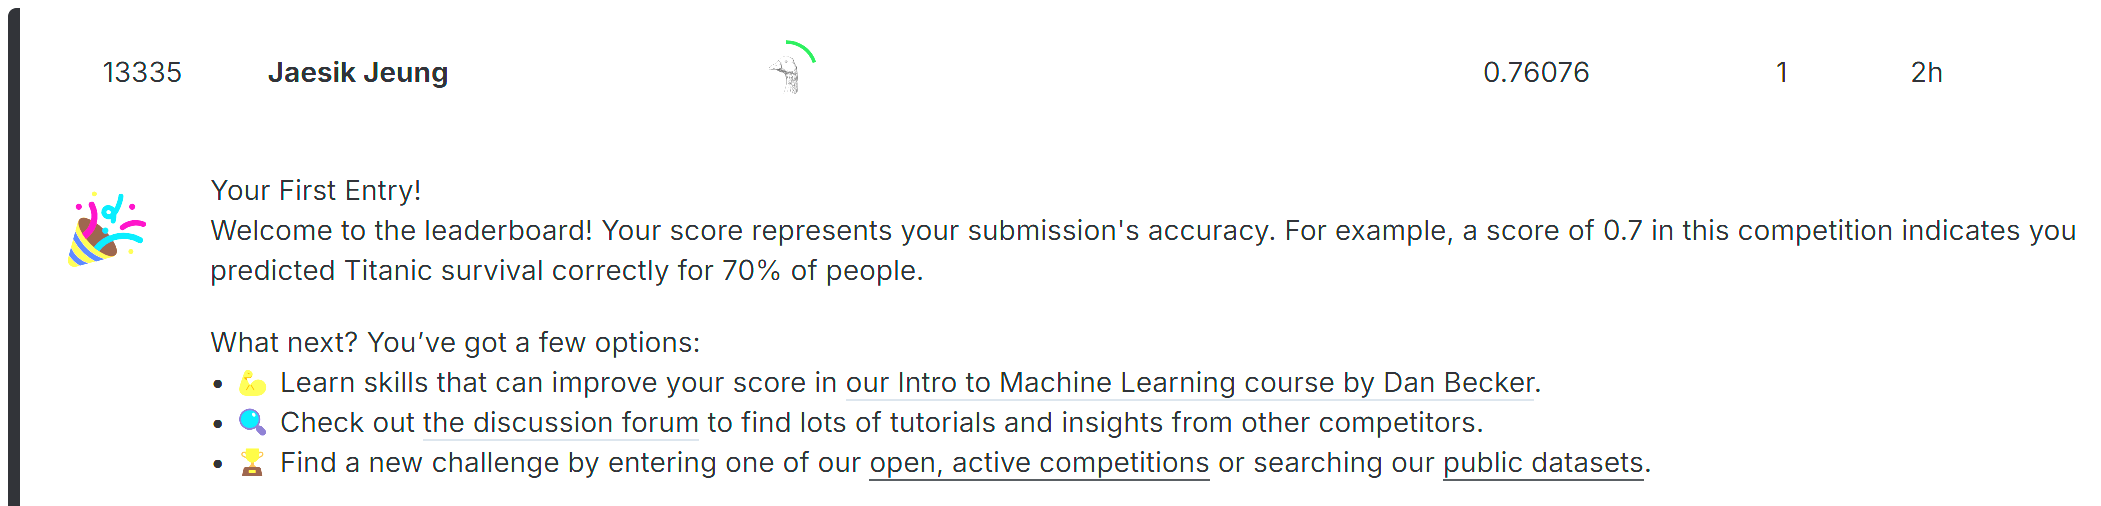 13335 Jaesik Jeung 0.76076 1 2h
Your First Entry!
Welcome to the leaderboard! Your score represents your submission's accuracy. For example, a score of 0.7 in this competition indicates you
predicted Titanic survival correctly for 70% of people.
What next? You’ve got a few options:
• 💪 Learn skills that can improve your score in our Intro to Machine Learning course by Dan Becker.
• 🔍 Check out the discussion forum to find lots of tutorials and insights from other competitors.
• 🏆 Find a new challenge by entering one of our open, active competitions or searching our public datasets.